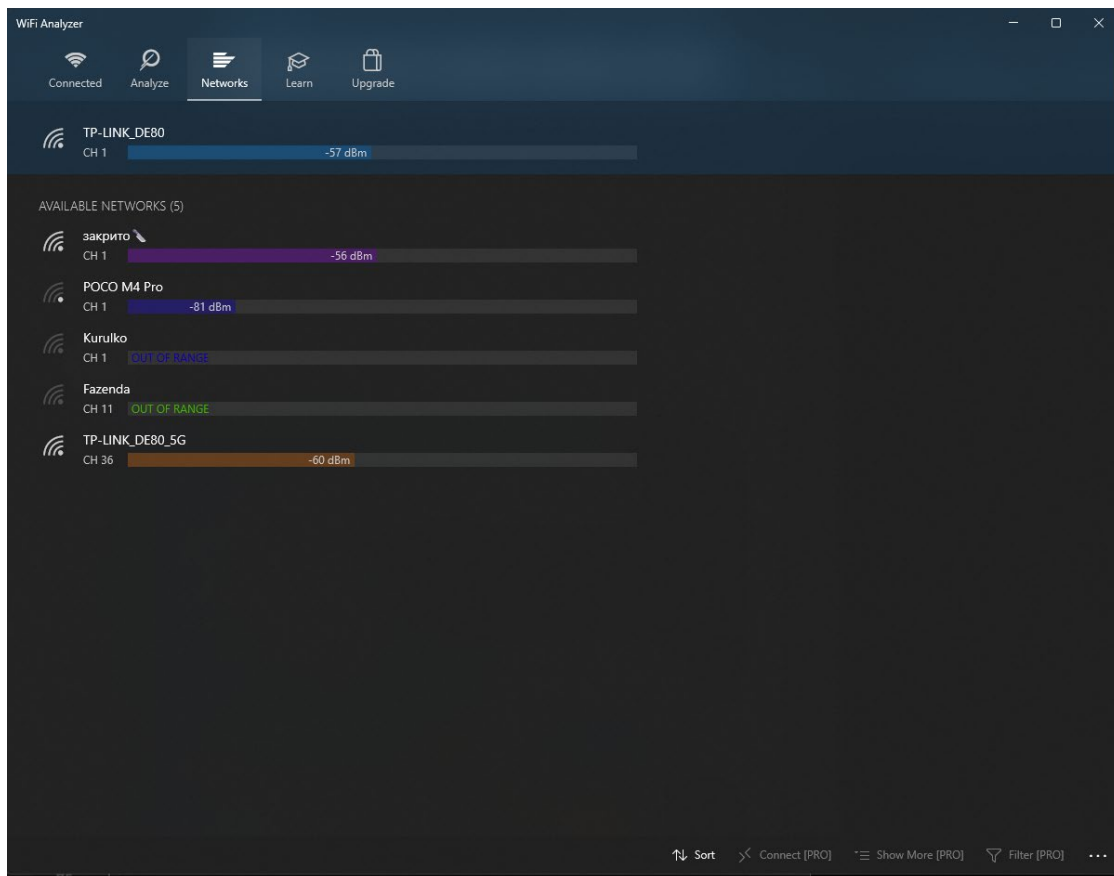 WiFi Analyzer
Connected Analyze Networks Learn Upgrade
TP-LINK_DE80
CH 1 -57 dBm
AVAILABLE NETWORKS (5)
закрито🔪
CH 1 -56 dBm
POCO M4 Pro
CH 1 -81 dBm
Kurulko
CH 1 OUT OF RANGE
Fazenda
CH 11 OUT OF RANGE
TP-LINK_DE80_5G
CH 36 -60 dBm
Sort Connect [PRO] Show More [PRO] Filter [PRO] ...